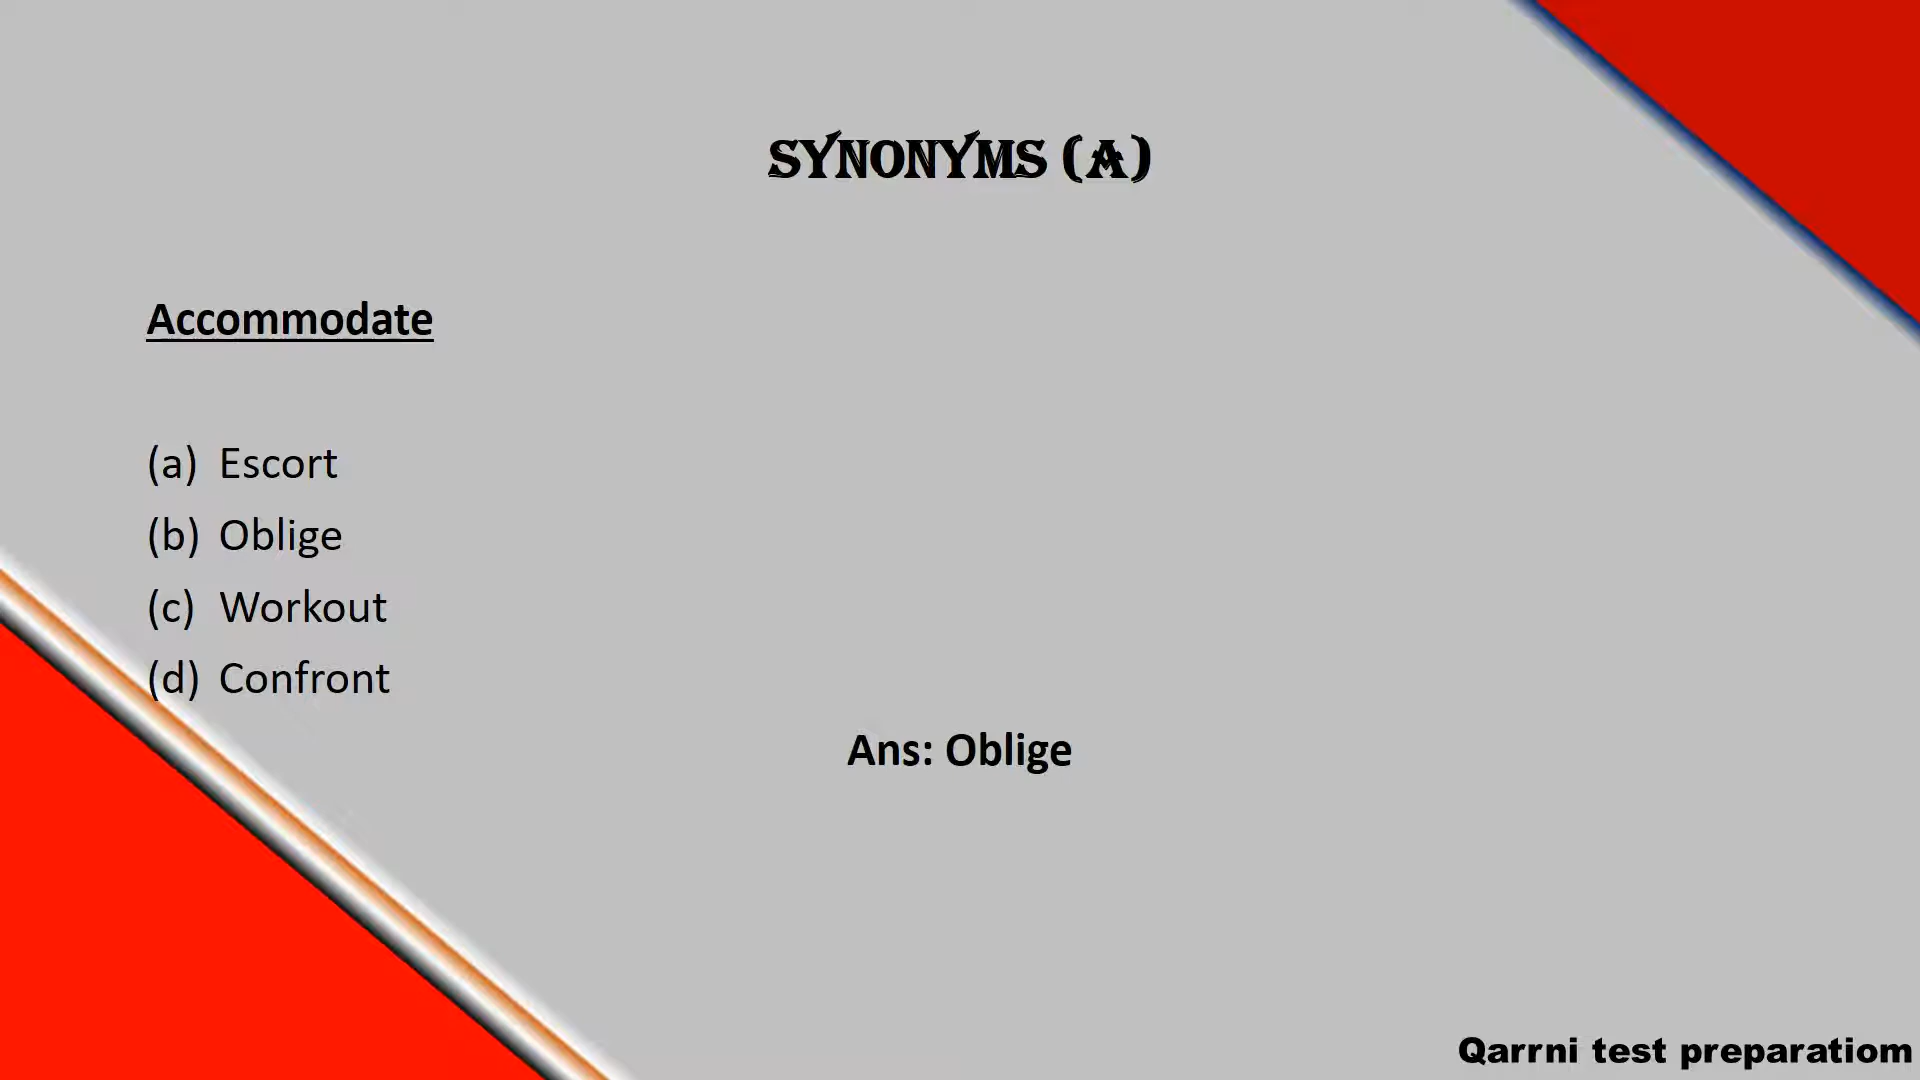 SYNONYMS (A)
Accommodate
(a) Escort
(b) Oblige
(c) Workout
(d) Confront
Ans: Oblige
Qarrni test preparatiom